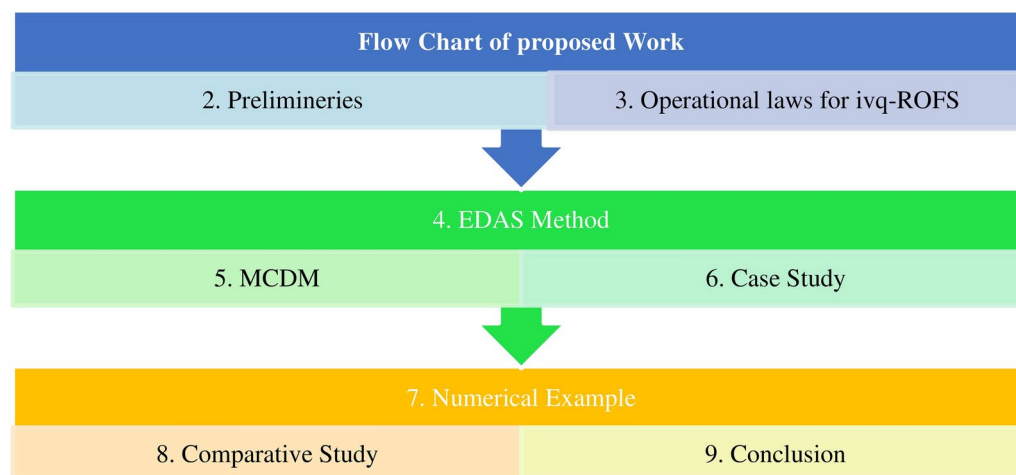 Flow Chart of proposed Work
2. Prelimineries
3. Operational laws for ivq-ROFS
4. EDAS Method
5. MCDM
6. Case Study
7. Numerical Example
8. Comparative Study
9. Conclusion